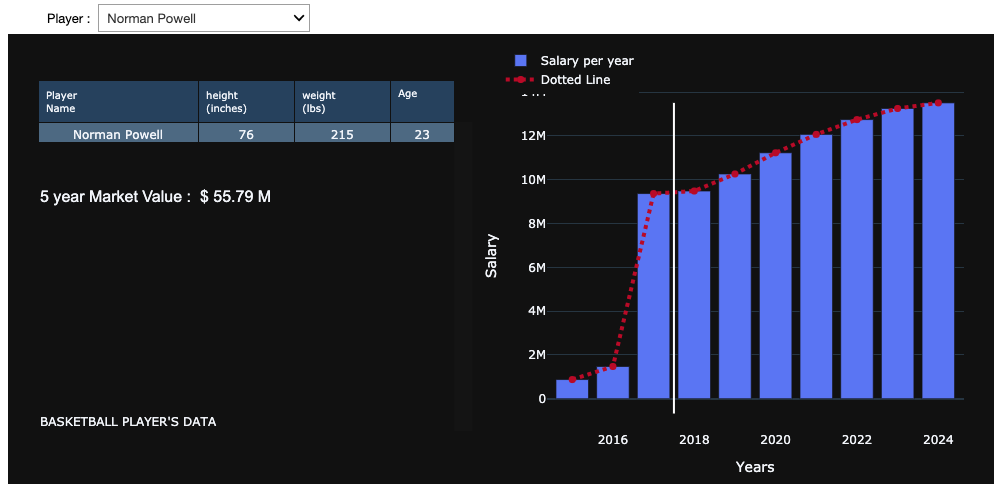 Player :
Norman Powell
Player Name
height (inches)
weight (lbs)
Age
Norman Powell 76 215 23
5 year Market Value : $ 55.79 M
BASKETBALL PLAYER'S DATA
Salary per year
Dotted Line
12M
10M
8M
6M
4M
2M
0
Salary
2016 2018 2020 2022 2024
Years